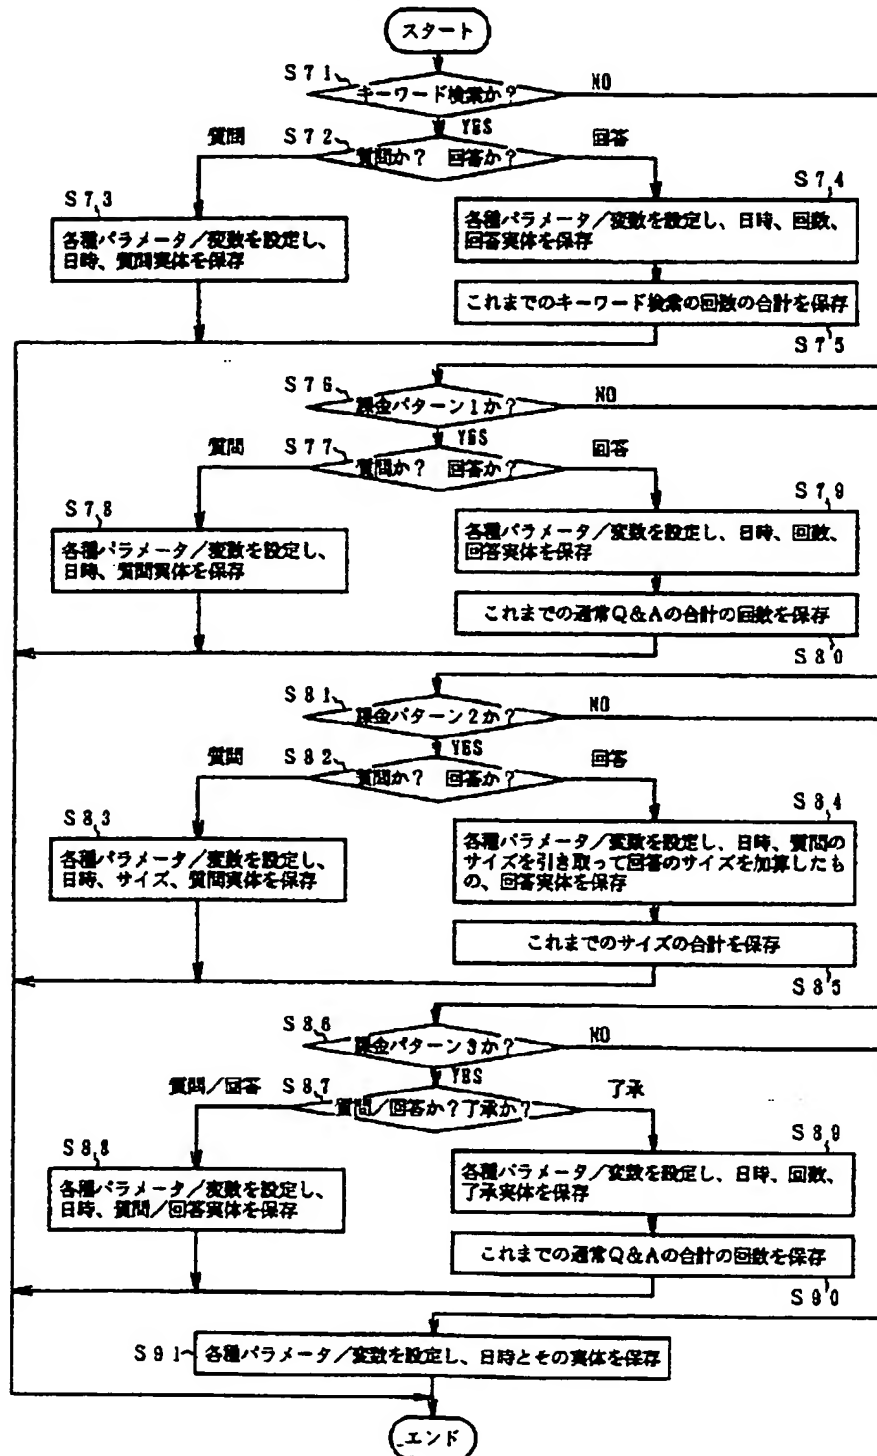 スタート
S71
キーワード検索か?
NO
YES
質問
S72
質問か? 回答か?
回答
S73
各種パラメータ/変数を設定し、
日時、質問実体を保存
S74
各種パラメータ/変数を設定し、日時、回数、
回答実体を保存
これまでのキーワード検索の回数の合計を保存
S75
S76
課金パターン1か?
NO
YES
質問
S77
質問か? 回答か?
回答
S78
各種パラメータ/変数を設定し、
日時、質問実体を保存
S79
各種パラメータ/変数を設定し、日時、回数、
回答実体を保存
これまでの通常Q&Aの合計の回数を保存
S80
S81
課金パターン2か?
NO
YES
質問
S82
質問か? 回答か?
回答
S83
各種パラメータ/変数を設定し、
日時、サイズ、質問実体を保存
S84
各種パラメータ/変数を設定し、日時、質問の
サイズを引き取って回答のサイズを加算したも
の、回答実体を保存
これまでのサイズの合計を保存
S85
S86
課金パターン3か?
NO
YES
質問/回答
S87
質問/回答か?了承か?
了承
S88
各種パラメータ/変数を設定し、
日時、質問/回答実体を保存
S89
各種パラメータ/変数を設定し、日時、回数、
了承実体を保存
これまでの通常Q&Aの合計の回数を保存
S90
S91
各種パラメータ/変数を設定し、日時とその実体を保存
エンド